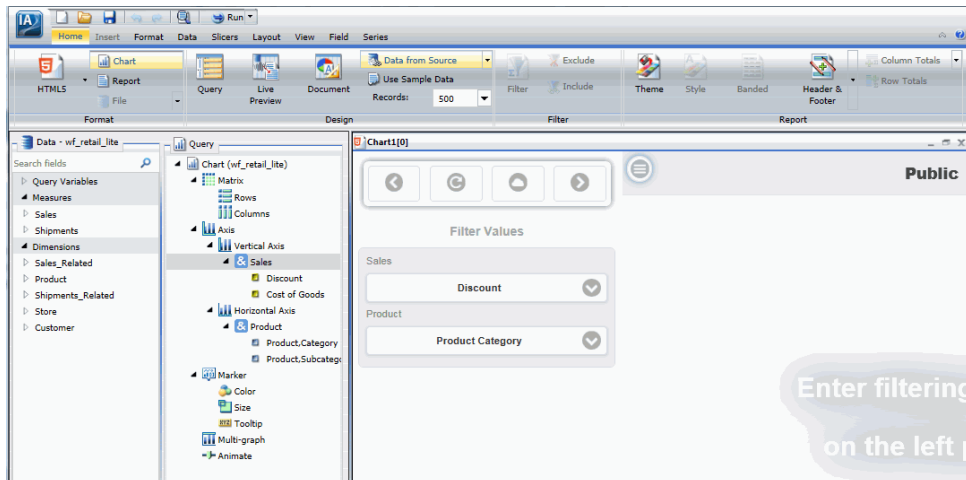 IA
Run
Home Insert Format Data Slicers Layout View Field Series
HTML5
Chart
Report
File
Format
Query
Live
Preview
Document
Data from Source
Use Sample Data
Records: 500
Design
Filter
Exclude
Include
Filter
Theme
Style
Banded
Header &
Footer
Column Totals
Row Totals
Report
Data - wf_retail_lite
Search fields
Query Variables
Measures
Sales
Shipments
Dimensions
Sales_Related
Product
Shipments_Related
Store
Customer
Query
Chart (wf_retail_lite)
Matrix
Rows
Columns
Axis
Vertical Axis
Sales
Discount
Cost of Goods
Horizontal Axis
Product
Product,Category
Product,Subcateg
Marker
Color
Size
Tooltip
Multi-graph
Animate
Chart1[0]
Filter Values
Sales
Discount
Product
Product Category
Public
Enter filtering
on the left